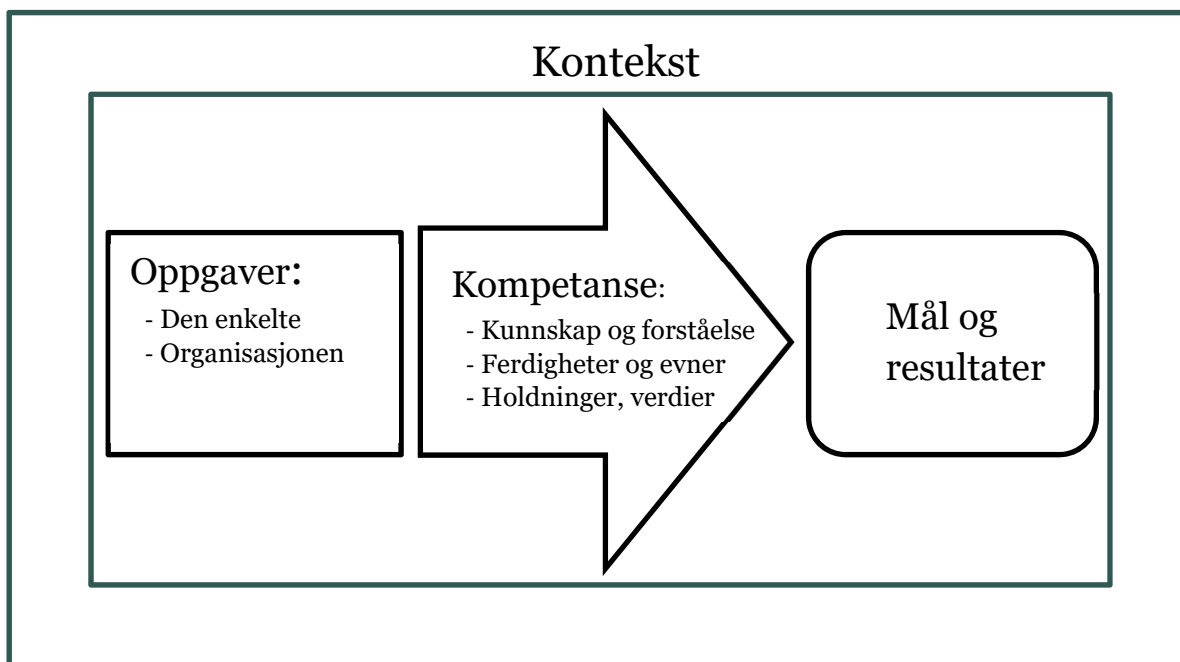 Kontekst
Oppgaver:
- Den enkelte
- Organisasjonen
Kompetanse:
- Kunnskap og forståelse
- Ferdigheter og evner
- Holdninger, verdier
Mål og
resultater